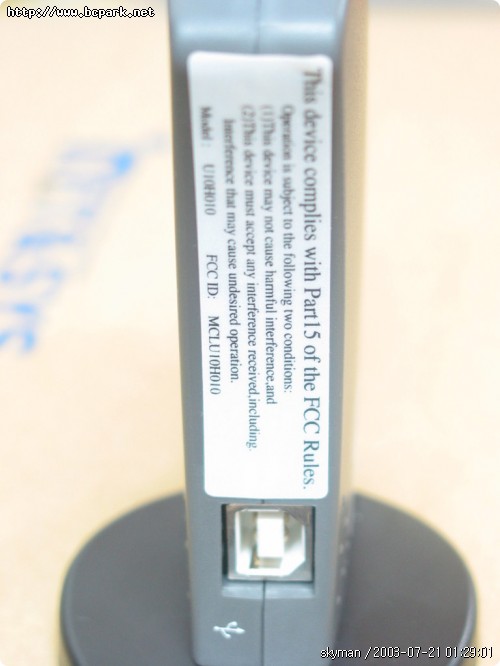 http://www.bcpark.net
This device complies with Part15 of the FCC Rules.
Operation is subject to the following two conditions:
(1)This device may not cause harmful interference,and
(2)This device must accept any interference received,including.
Interference that may cause undesired operation.
Model : U10H010 FCC ID: MCLU10H010
skyman / 2003-07-21 01:29:01